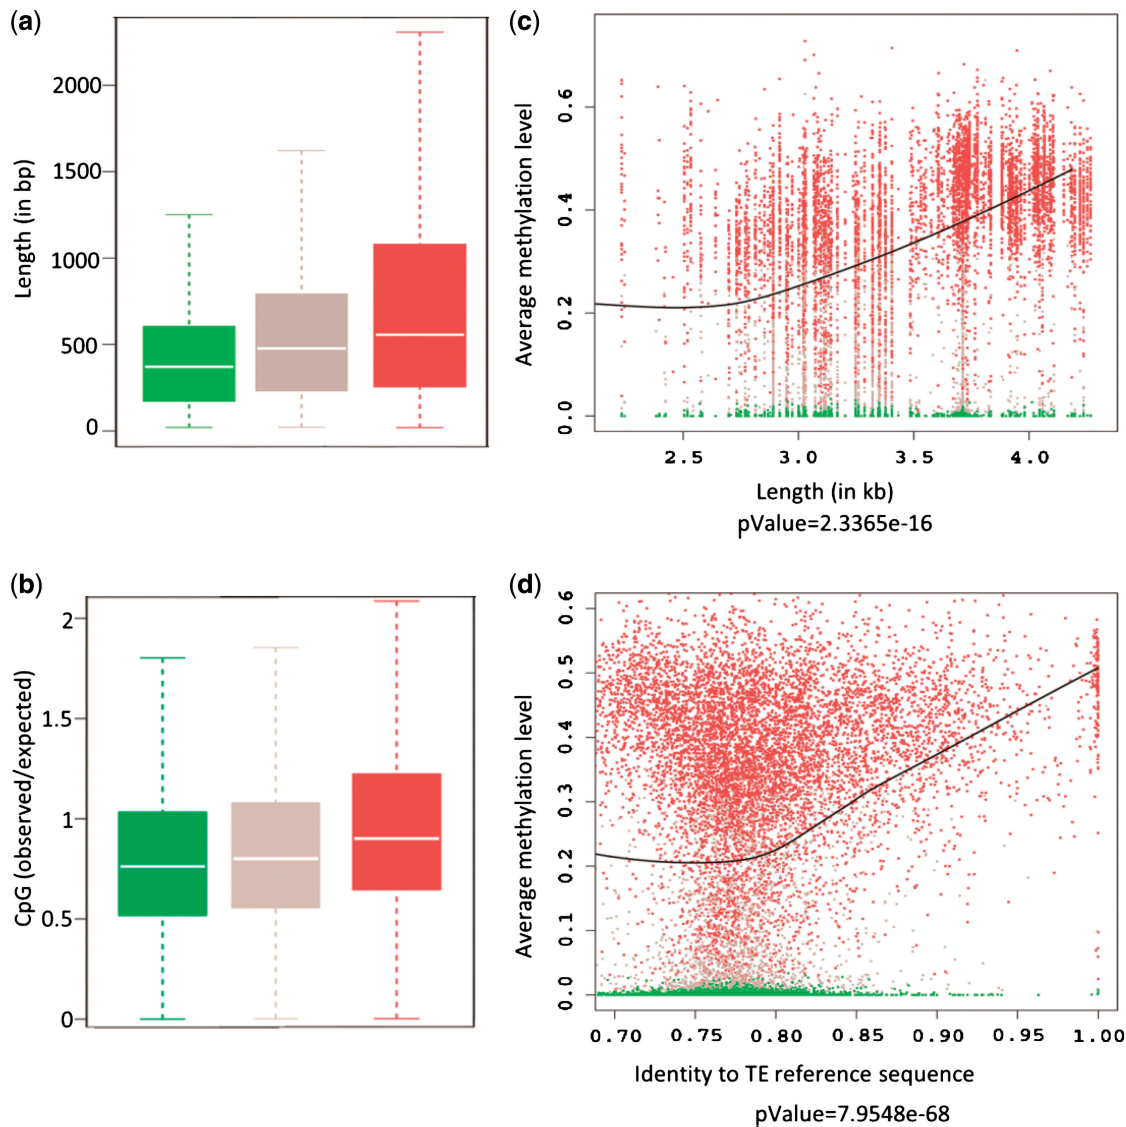 (a)
Length (in bp)
2000
1500
1000
500
0
(c)
Average methylation level
0.6
0.4
0.2
0.0
2.5 3.0 3.5 4.0
Length (in kb)
pValue=2.3365e-16
(b)
CpG (observed/expected)
2
1.5
1
0.5
0
(d)
Average methylation level
0.6
0.5
0.4
0.3
0.2
0.1
0.0
0.70 0.75 0.80 0.85 0.90 0.95 1.00
Identity to TE reference sequence
pValue=7.9548e-68